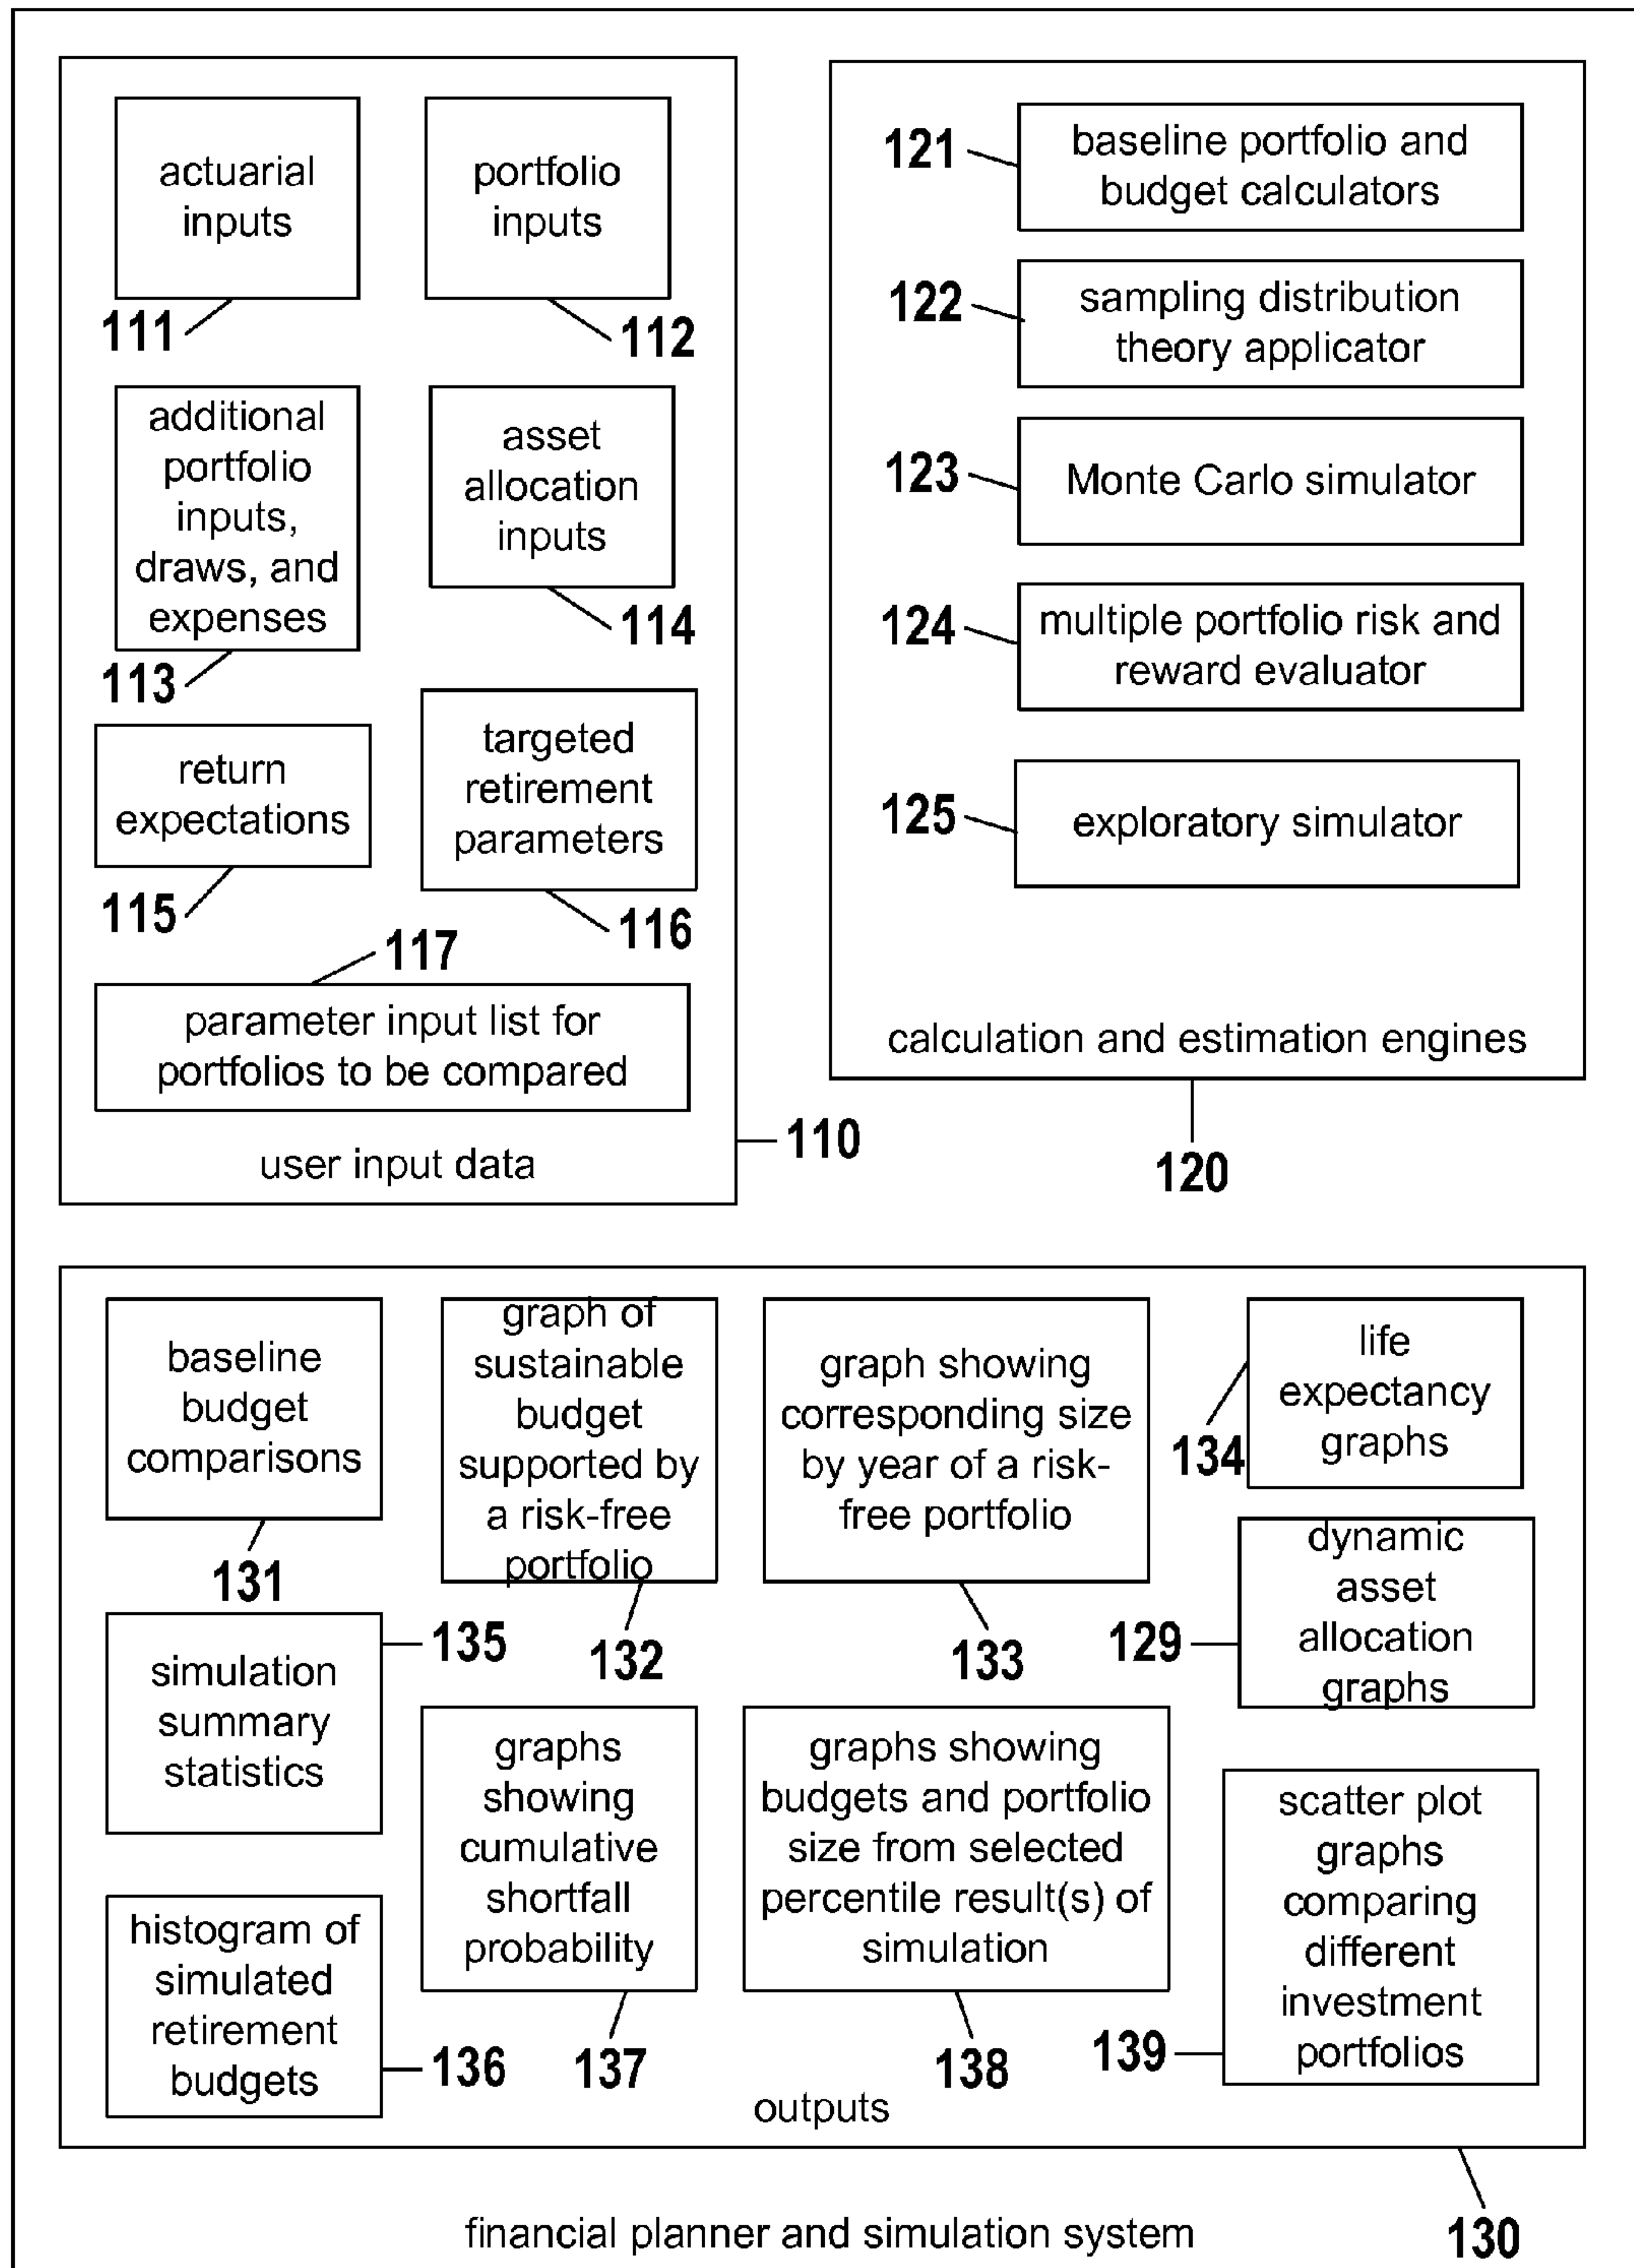 actuarial
inputs
111
portfolio
inputs
112
additional
portfolio
inputs,
draws, and
expenses
113
asset
allocation
inputs
114
return
expectations
115
targeted
retirement
parameters
116
117
parameter input list for
portfolios to be compared
user input data
110
121
baseline portfolio and
budget calculators
122
sampling distribution
theory applicator
123
Monte Carlo simulator
124
multiple portfolio risk and
reward evaluator
125
exploratory simulator
calculation and estimation engines
120
baseline
budget
comparisons
131
graph of
sustainable
budget
supported by
a risk-free
portfolio
132
graph showing
corresponding size
by year of a risk-
free portfolio
133
life
expectancy
graphs
134
dynamic
asset
allocation
graphs
129
simulation
summary
statistics
135
graphs
showing
cumulative
shortfall
probability
137
graphs showing
budgets and portfolio
size from selected
percentile result(s) of
simulation
138
scatter plot
graphs
comparing
different
investment
portfolios
139
histogram of
simulated
retirement
budgets
136
outputs
130
financial planner and simulation system